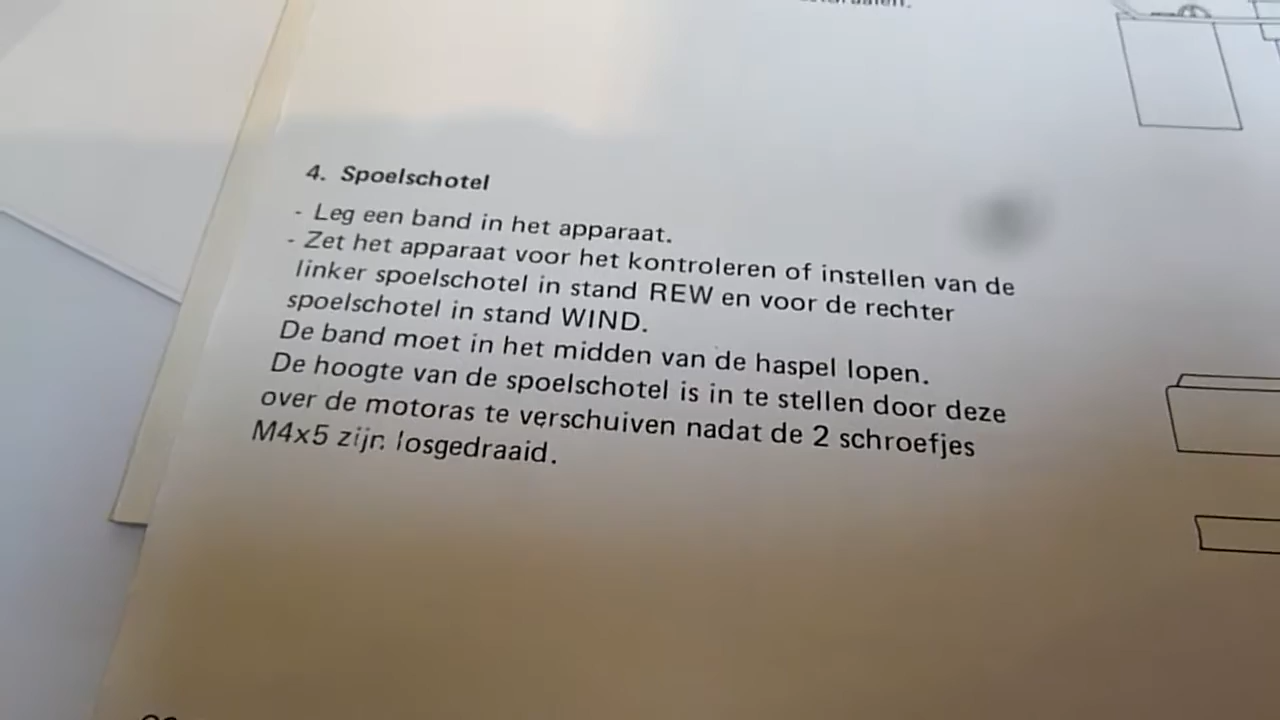 4. Spoelschotel
- Leg een band in het apparaat.
- Zet het apparaat voor het kontroleren of instellen van de
linker spoelschotel in stand REW en voor de rechter
spoelschotel in stand WIND.
De band moet in het midden van de haspel lopen.
De hoogte van de spoelschotel is in te stellen door deze
over de motoras te verschuiven nadat de 2 schroefjes
M4x5 zijn losgedraaid.